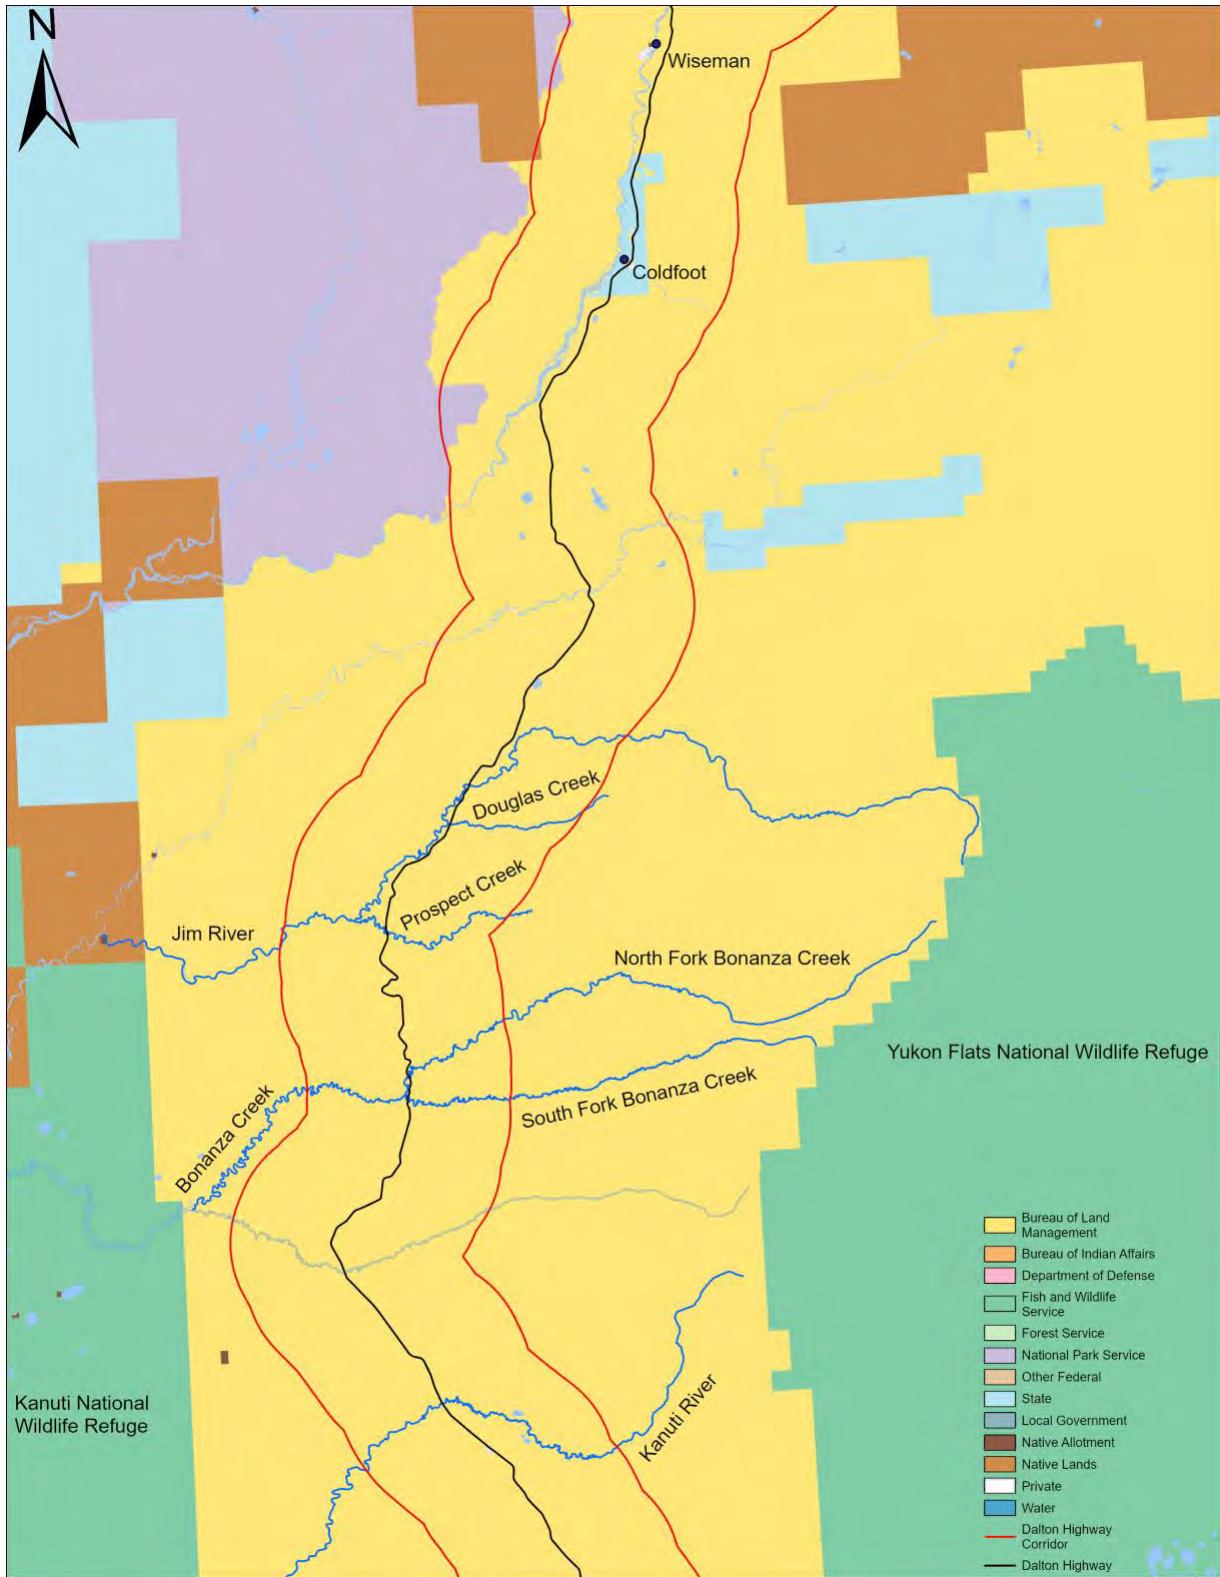 N
Wiseman
Coldfoot
Douglas Creek
Prospect Creek
Jim River
North Fork Bonanza Creek
Yukon Flats National Wildlife Refuge
South Fork Bonanza Creek
Bonanza Creek
Kanuti River
Kanuti National
Wildlife Refuge
Bureau of Land
Management
Bureau of Indian Affairs
Department of Defense
Fish and Wildlife
Service
Forest Service
National Park Service
Other Federal
State
Local Government
Native Allotment
Native Lands
Private
Water
Dalton Highway
Corridor
Dalton Highway